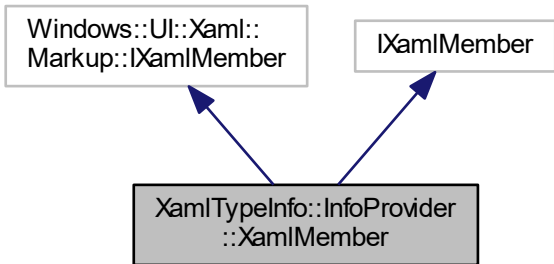 Windows::UI::Xaml::
Markup::IXamlMember
IXamlMember
XamlTypeInfo::InfoProvider
::XamlMember